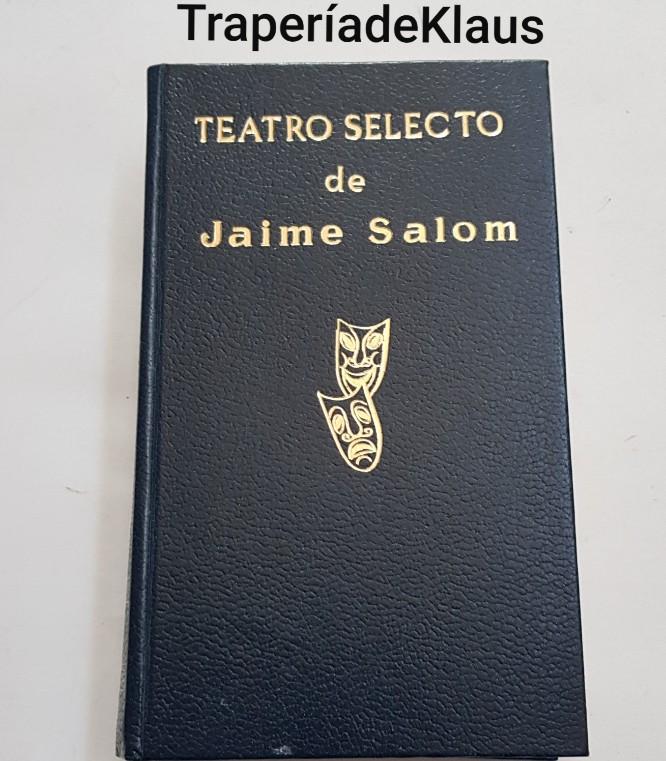 TraperíadeKlaus
TEATRO SELECTO
de
Jaime Salom